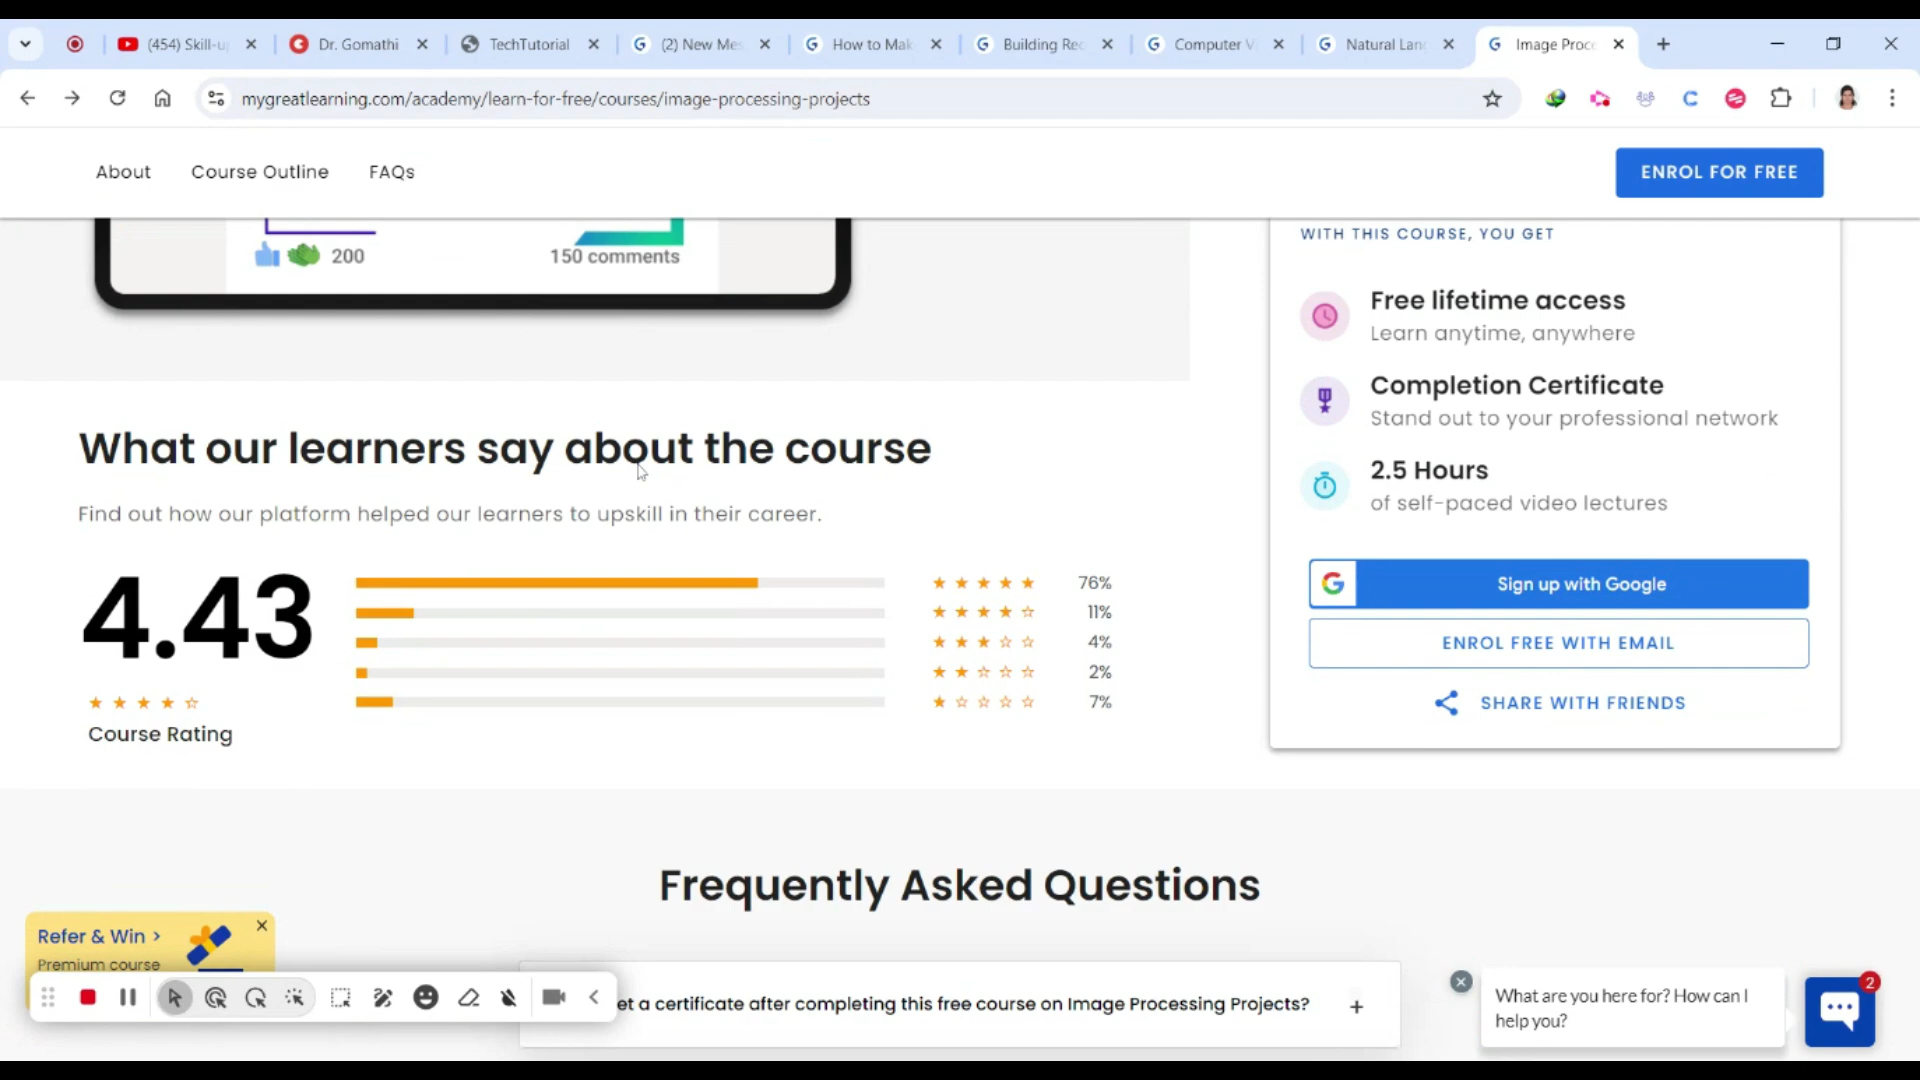 (454) Skill-u
Dr. Gomathi
TechTutorial
(2) New Mes
How to Mak
Building Rec
Computer V
Natural Lang
Image Proce
mygreatlearning.com/academy/learn-for-free/courses/image-processing-projects
About
Course Outline
FAQs
ENROL FOR FREE
200
150 comments
WITH THIS COURSE, YOU GET
Free lifetime access
Learn anytime, anywhere
Completion Certificate
Stand out to your professional network
2.5 Hours
of self-paced video lectures
Sign up with Google
ENROL FREE WITH EMAIL
SHARE WITH FRIENDS
What our learners say about the course
Find out how our platform helped our learners to upskill in their career.
4.43
Course Rating
76%
11%
4%
2%
7%
Frequently Asked Questions
Refer & Win >
Premium course
et a certificate after completing this free course on Image Processing Projects?
What are you here for? How can I
help you?
2